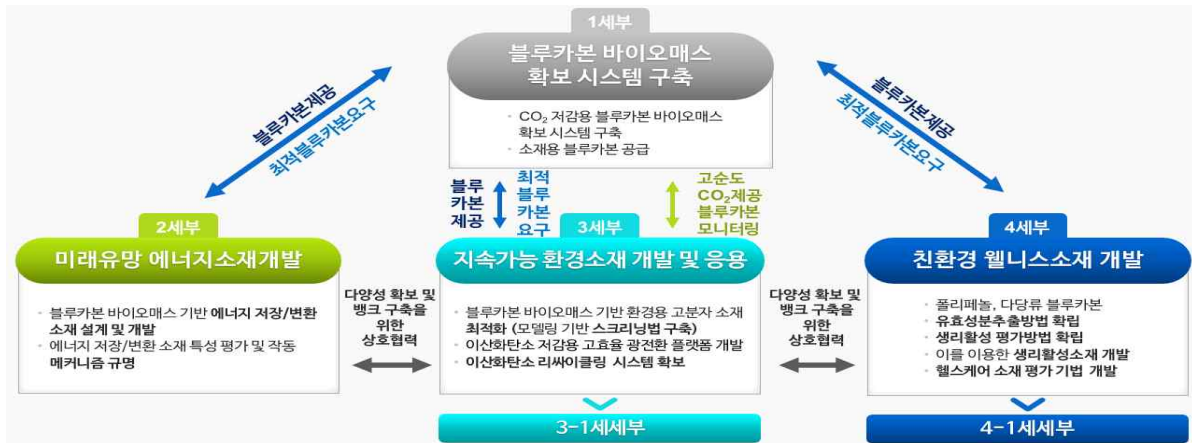 1세부
블루카본 바이오매스
확보 시스템 구축
◦ CO₂ 저감용 블루카본 바이오매스
확보 시스템 구축
◦ 소재용 블루카본 공급
블루카본제공
최적블루카본요구
블루카본제공
최적블루카본요구
블루
카본
제공
최적
블루
카본
요구
고순도
CO₂제공
블루카본
모니터링
2세부
미래유망 에너지소재개발
◦ 블루카본 바이오매스 기반 에너지 저장/변환
소재 설계 및 개발
◦ 에너지 저장/변환 소재 특성 평가 및 작동
메커니즘 규명
다양성 확보 및
뱅크 구축을
위한
상호협력
3세부
지속가능 환경소재 개발 및 응용
◦ 블루카본 바이오매스 기반 환경용 고분자 소재
최적화 (모델링 기반 스크리닝법 구축)
◦ 이산화탄소 저감용 고효율 광전환 플랫폼 개발
◦ 이산화탄소 리싸이클링 시스템 확보
3-1세세부
다양성 확보 및
뱅크 구축을
위한
상호협력
4세부
친환경 웰니스소재 개발
◦ 폴리페놀, 다당류 블루카본
◦ 유효성분추출방법 확립
◦ 생리활성 평가방법 확립
◦ 이를 이용한 생리활성소재 개발
◦ 헬스케어 소재 평가 기법 개발
4-1세세부